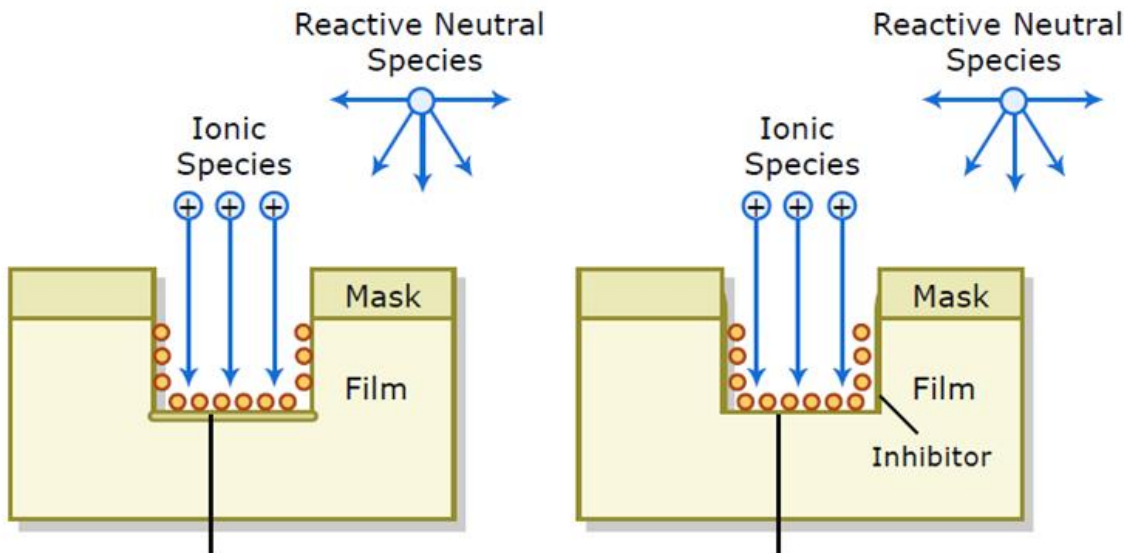 Reactive Neutral
Species
Ionic
Species
+ + +
Mask
Film
Reactive Neutral
Species
Ionic
Species
+ + +
Mask
Film
Inhibitor